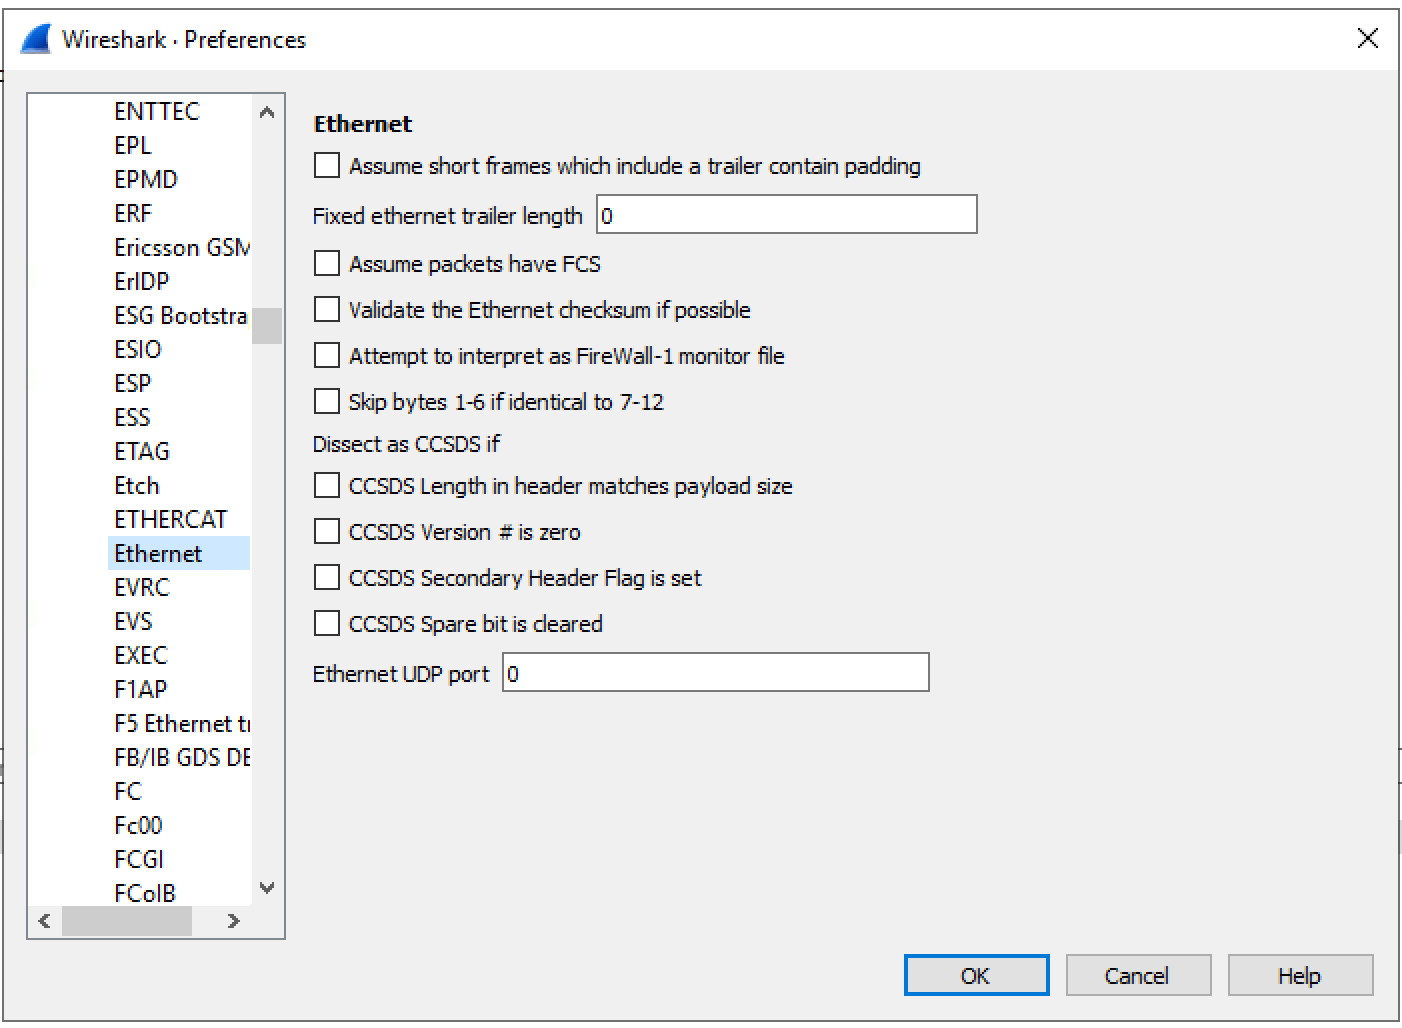 Wireshark · Preferences
ENTTEC
EPL
EPMD
ERF
Ericsson GSM
ErlDP
ESG Bootstra
ESIO
ESP
ESS
ETAG
Etch
ETHERCAT
Ethernet
EVRC
EVS
EXEC
F1AP
F5 Ethernet tr
FB/IB GDS DB
FC
Fc00
FCGI
FCoIB
Ethernet
Assume short frames which include a trailer contain padding
Fixed ethernet trailer length 0
Assume packets have FCS
Validate the Ethernet checksum if possible
Attempt to interpret as FireWall-1 monitor file
Skip bytes 1-6 if identical to 7-12
Dissect as CCSDS if
CCSDS Length in header matches payload size
CCSDS Version # is zero
CCSDS Secondary Header Flag is set
CCSDS Spare bit is cleared
Ethernet UDP port 0
OK Cancel Help